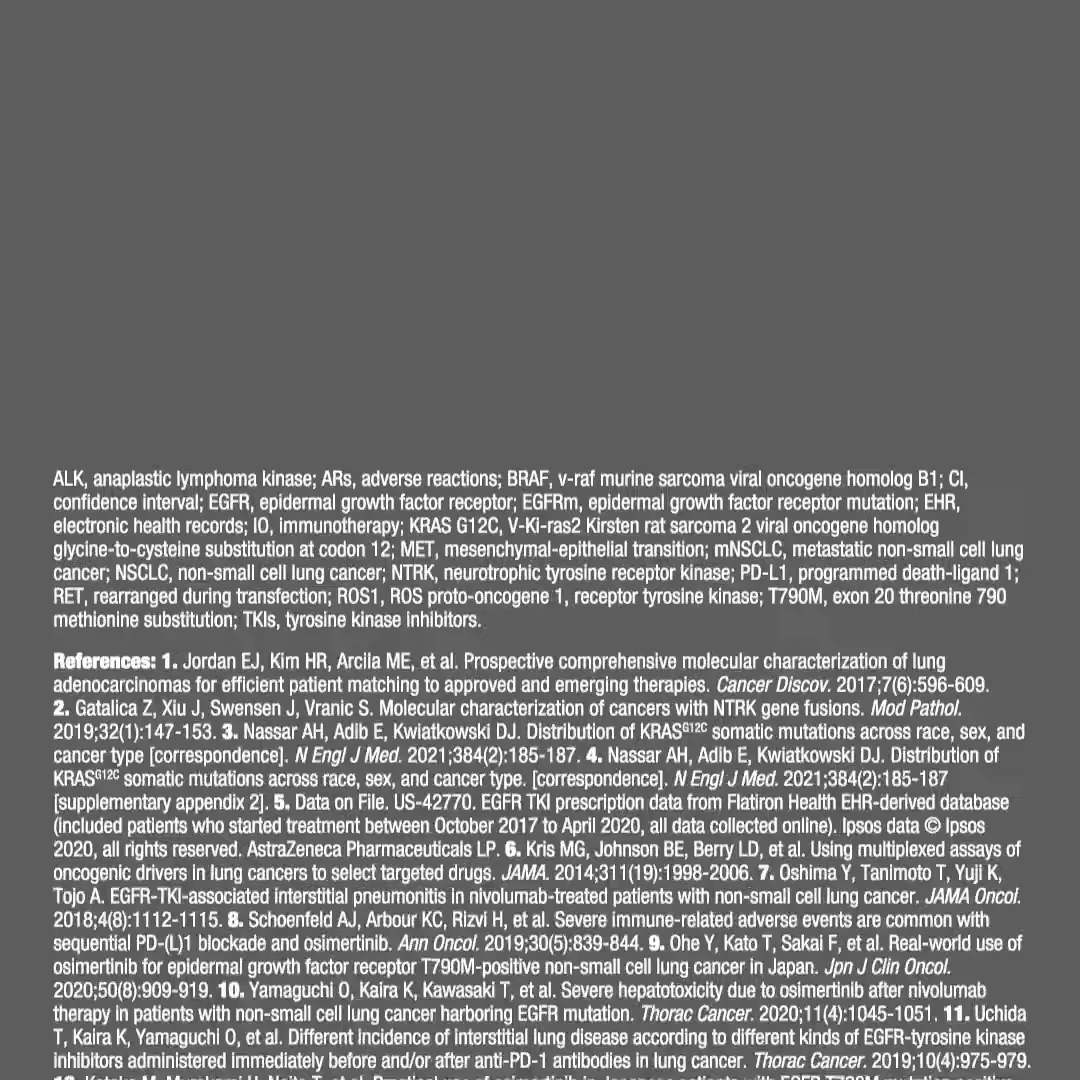 ALK, anaplastic lymphoma kinase; ARs, adverse reactions; BRAF, v-raf murine sarcoma viral oncogene homolog B1; CI,
confidence interval; EGFR, epidermal growth factor receptor; EGFRm, epidermal growth factor receptor mutation; EHR,
electronic health records; IO, immunotherapy; KRAS G12C, V-KI-ras2 Kirsten rat sarcoma 2 viral oncogene homolog
glycine-to-cysteine substitution at codon 12; MET, mesenchymal-epithelial transition; mNSCLC, metastatic non-small cell lung
cancer; NSCLC, non-small cell lung cancer; NTRK, neurotrophic tyrosine receptor kinase; PD-L1, programmed death-ligand 1;
RET, rearranged during transfection; ROS1, ROS proto-oncogene 1, receptor tyrosine kinase; T790M, exon 20 threonine 790
methionine substitution; TKIs, tyrosine kinase inhibitors.
References: 1. Jordan EJ, Kim HR, Arcila ME, et al. Prospective comprehensive molecular characterization of lung
adenocarcinomas for efficient patient matching to approved and emerging therapies. Cancer Discov. 2017;7(6):596-609.
2. Gatalica Z, Xiu J, Swensen J, Vranic S. Molecular characterization of cancers with NTRK gene fusions. Mod Pathol.
2019;32(1):147-153. 3. Nassar AH, Adib E, Kwiatkowski DJ. Distribution of KRASG12C somatic mutations across race, sex, and
cancer type [correspondence]. N Engl J Med. 2021;384(2):185-187. 4. Nassar AH, Adib E, Kwiatkowski DJ. Distribution of
KRASG12C somatic mutations across race, sex, and cancer type. [correspondence]. N Engl J Med. 2021;384(2):185-187
[supplementary appendix 2]. 5. Data on File. US-42770. EGFR TKI prescription data from Flatiron Health EHR-derived database
(included patients who started treatment between October 2017 to April 2020, all data collected online). Ipsos data © Ipsos
2020, all rights reserved. AstraZeneca Pharmaceuticals LP. 6. Kris MG, Johnson BE, Berry LD, et al. Using multiplexed assays of
oncogenic drivers in lung cancers to select targeted drugs. JAMA. 2014;311(19):1998-2006. 7. Oshima Y, Tanimoto T, Yuji K,
Tojo A. EGFR-TKI-associated interstitial pneumonitis in nivolumab-treated patients with non-small cell lung cancer. JAMA Oncol.
2018;4(8):1112-1115. 8. Schoenfeld AJ, Arbour KC, Rizvi H, et al. Severe immune-related adverse events are common with
sequential PD-(L)1 blockade and osimertinib. Ann Oncol. 2019;30(5):839-844. 9. Ohe Y, Kato T, Sakai F, et al. Real-world use of
osimertinib for epidermal growth factor receptor T790M-positive non-small cell lung cancer in Japan. Jpn J Clin Oncol.
2020;50(8):909-919. 10. Yamaguchi O, Kaira K, Kawasaki T, et al. Severe hepatotoxicity due to osimertinib after nivolumab
therapy in patients with non-small cell lung cancer harboring EGFR mutation. Thorac Cancer. 2020;11(4):1045-1051. 11. Uchida
T, Kaira K, Yamaguchi O, et al. Different incidence of interstitial lung disease according to different kinds of EGFR-tyrosine kinase
inhibitors administered immediately before and/or after anti-PD-1 antibodies in lung cancer. Thorac Cancer. 2019;10(4):975-979.